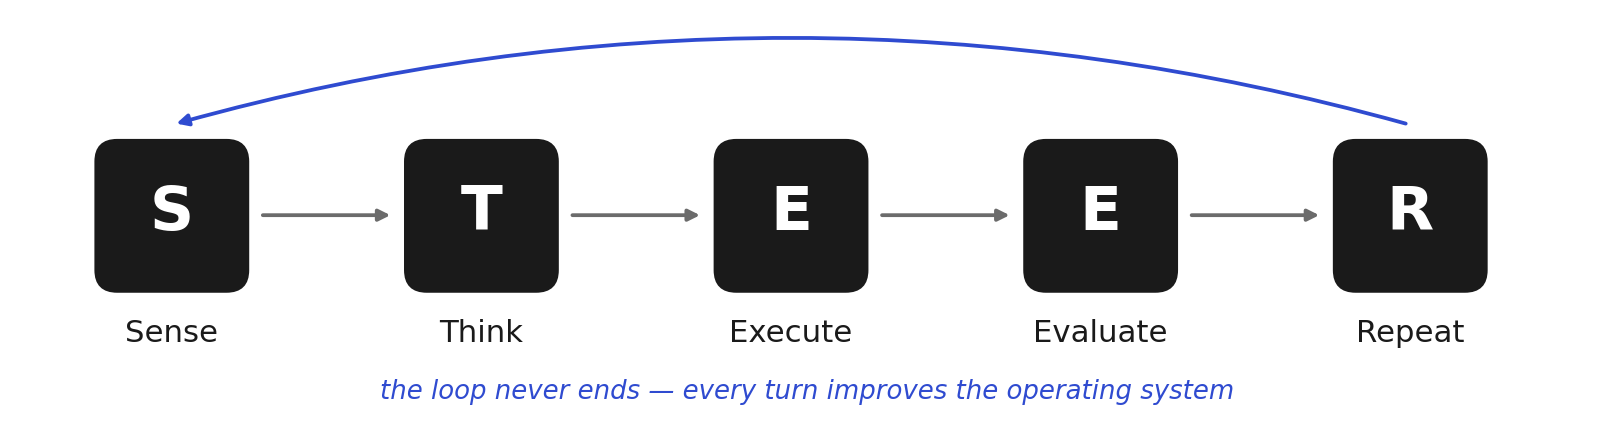 S T E E R
Sense Think Execute Evaluate Repeat
the loop never ends — every turn improves the operating system